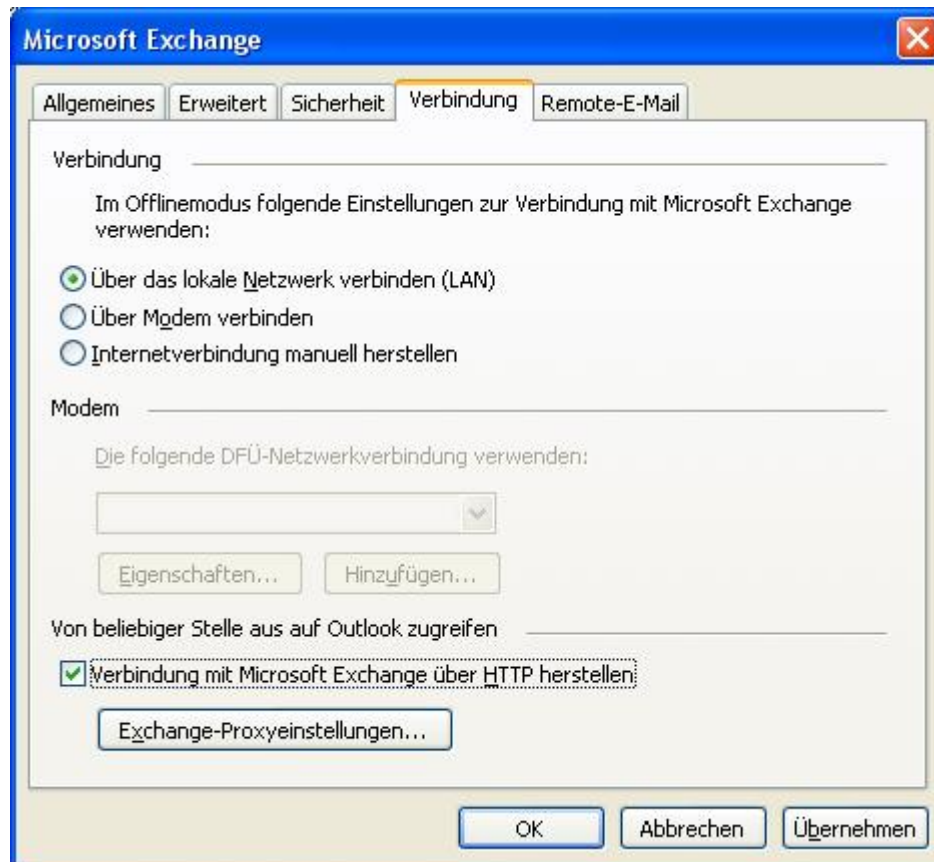 Microsoft Exchange
Allgemeines Erweitert Sicherheit Verbindung Remote-E-Mail
Verbindung
Im Offlinemodus folgende Einstellungen zur Verbindung mit Microsoft Exchange
verwenden:
Über das lokale Netzwerk verbinden (LAN)
Über Modem verbinden
Internetverbindung manuell herstellen
Modem
Die folgende DFÜ-Netzwerkverbindung verwenden:
Eigenschaften... Hinzufügen...
Von beliebiger Stelle aus auf Outlook zugreifen
Verbindung mit Microsoft Exchange über HTTP herstellen
Exchange-Proxyeinstellungen...
OK Abbrechen Übernehmen